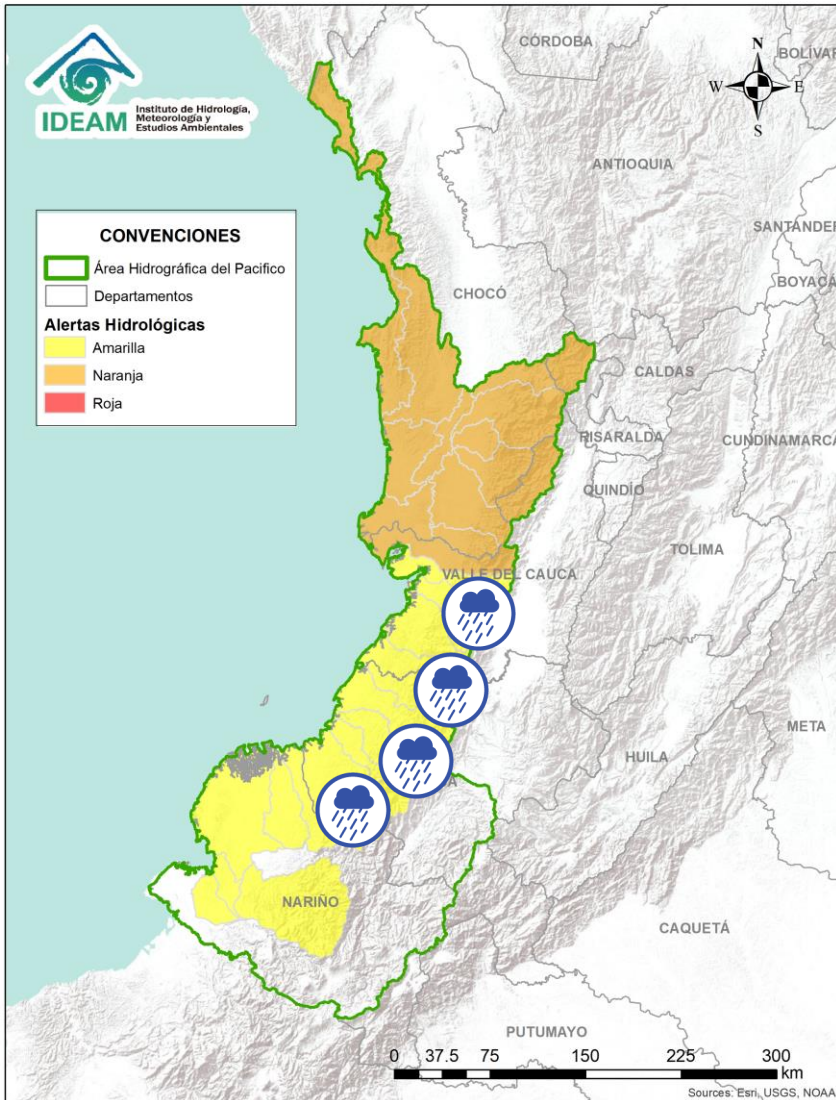 IDEAM
Instituto de Hidrología,
Meteorología y
Estudios Ambientales
CÓRDOBA
BOLÍVAR
N
W E
S
ANTIOQUIA
SANTANDER
BOYACÁ
CONVENCIONES
Área Hidrográfica del Pacifico
Departamentos
Alertas Hidrológicas
Amarilla
Naranja
Roja
CHOCÓ
CALDAS
RISARALDA
CUNDINAMARCA
QUINDÍO
TOLIMA
VALLE DEL CAUCA
META
HUILA
A
NARIÑO
CAQUETÁ
PUTUMAYO
0 37.5 75 150 225 300
km
Sources: Esri, USGS, NOAA